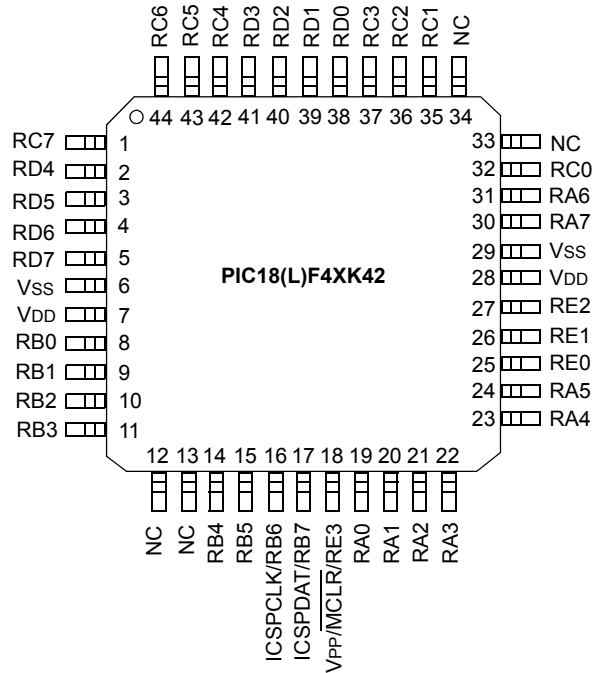 RC6 RC5 RC4 RD3 RD2 RD1 RD0 RC3 RC2 RC1 NC
44 43 42 41 40 39 38 37 36 35 34
RC7 1
RD4 2
RD5 3
RD6 4
RD7 5
VSS 6
VDD 7
RB0 8
RB1 9
RB2 10
RB3 11
PIC18(L)F4XK42
33 NC
32 RC0
31 RA6
30 RA7
29 VSS
28 VDD
27 RE2
26 RE1
25 RE0
24 RA5
23 RA4
12 13 14 15 16 17 18 19 20 21 22
NC NC RB4 RB5 ICSPCLK/RB6 ICSPDAT/RB7 VPP/MCLR/RE3 RA0 RA1 RA2 RA3